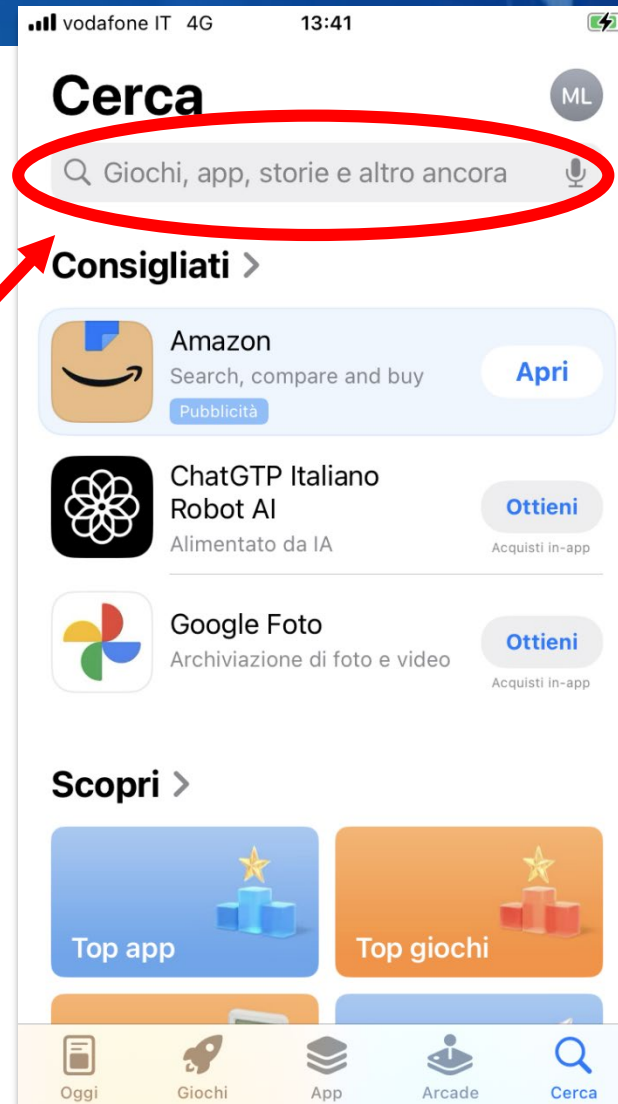 vodafone IT 4G 13:41
Cerca
ML
Giochi, app, storie e altro ancora
Consigliati >
Amazon
Search, compare and buy
Pubblicità
Apri
ChatGTP Italiano
Robot AI
Alimentato da IA
Ottieni
Acquisti in-app
Google Foto
Archiviazione di foto e video
Ottieni
Acquisti in-app
Scopri >
Top app
Top giochi
Oggi
Giochi
App
Arcade
Cerca